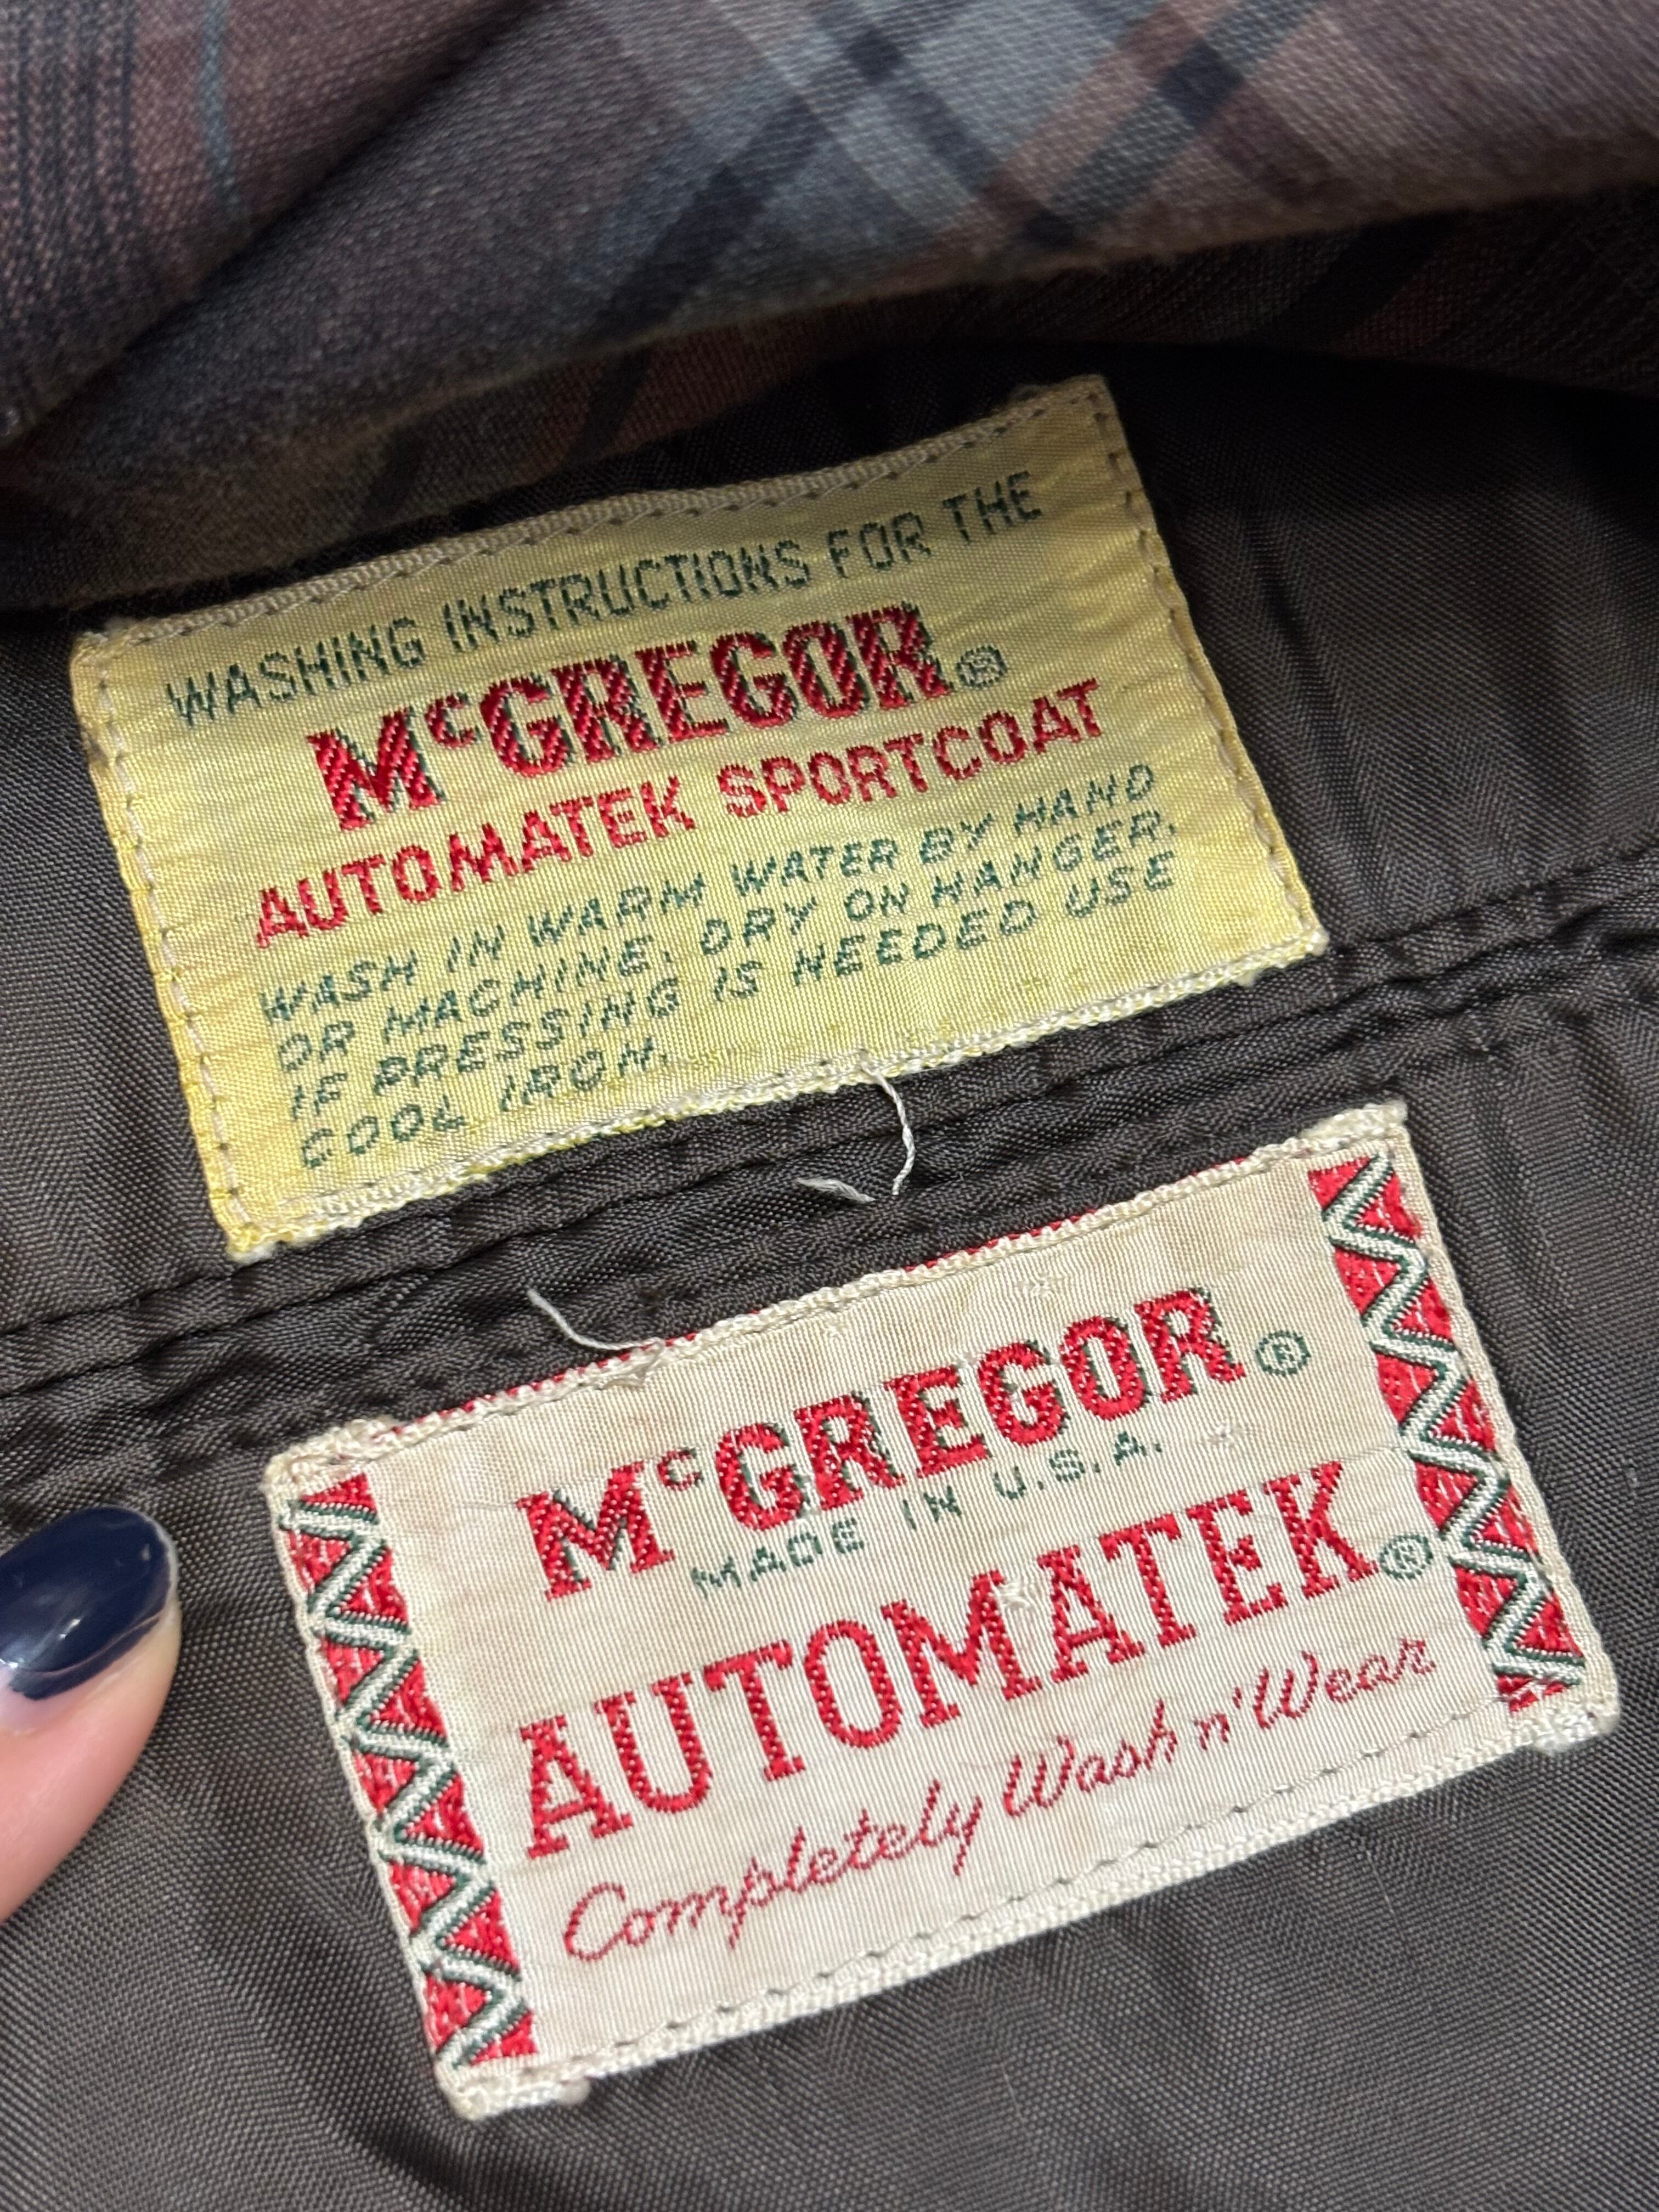 WASHING INSTRUCTIONS FOR THE
McGREGOR®
AUTOMATEK SPORTCOAT
WASH IN WARM WATER BY HAND
OR MACHINE. DRY ON HANGER.
IF PRESSING IS NEEDED USE
COOL IRON.
McGREGOR®
MADE IN U.S.A.
AUTOMATEK®
Completely Wash n' Wear